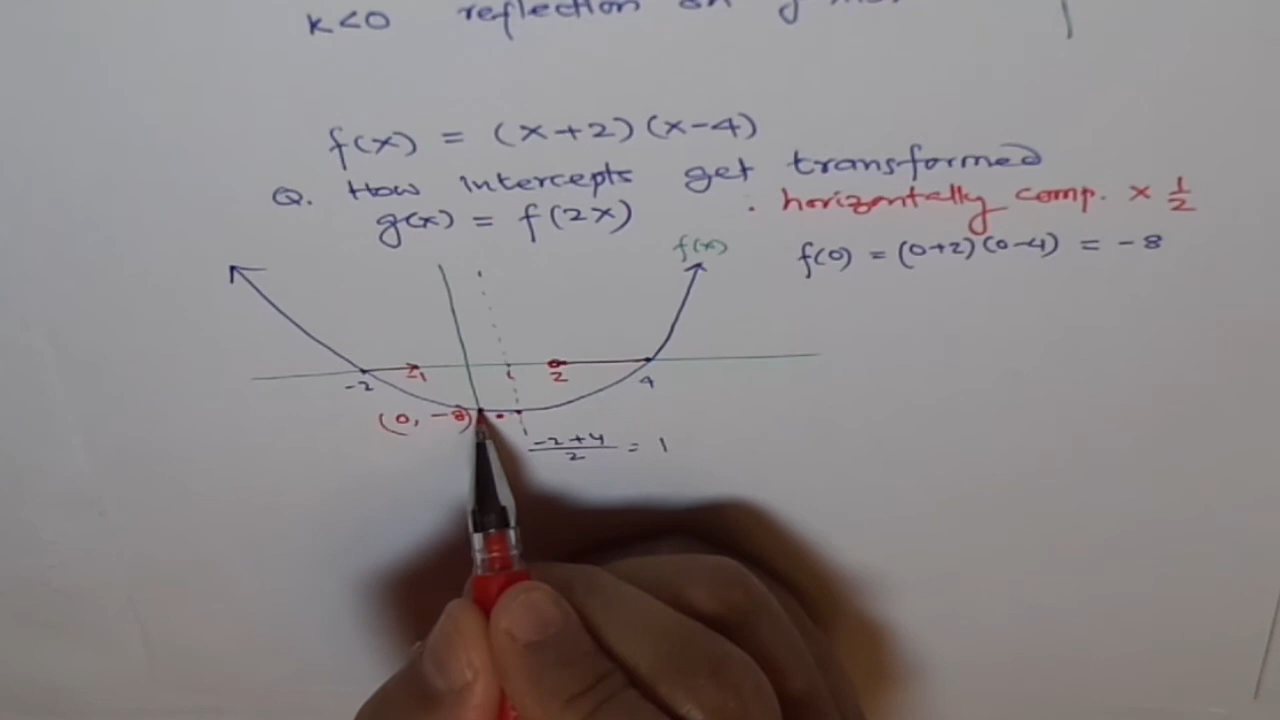 k<0 reflection on y
f(x) = (x+2)(x-4)
Q. How intercepts get transformed
g(x) = f(2x)
. horizontally comp. × 1/2
f(0) = (0+2)(0-4) = -8
f(x)
-2 -1 1 2 4
(0, -8)
(-2+4)/2 = 1